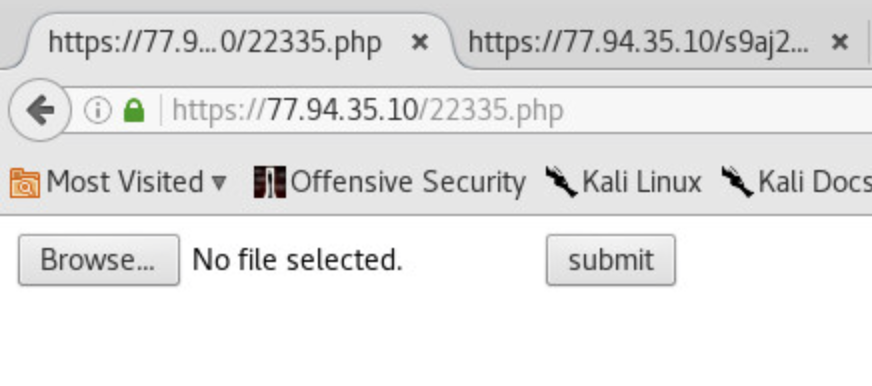 https://77.9...0/22335.php × https://77.94.35.10/s9aj2... ×
https://77.94.35.10/22335.php
Most Visited Offensive Security Kali Linux Kali Docs
Browse... No file selected. submit